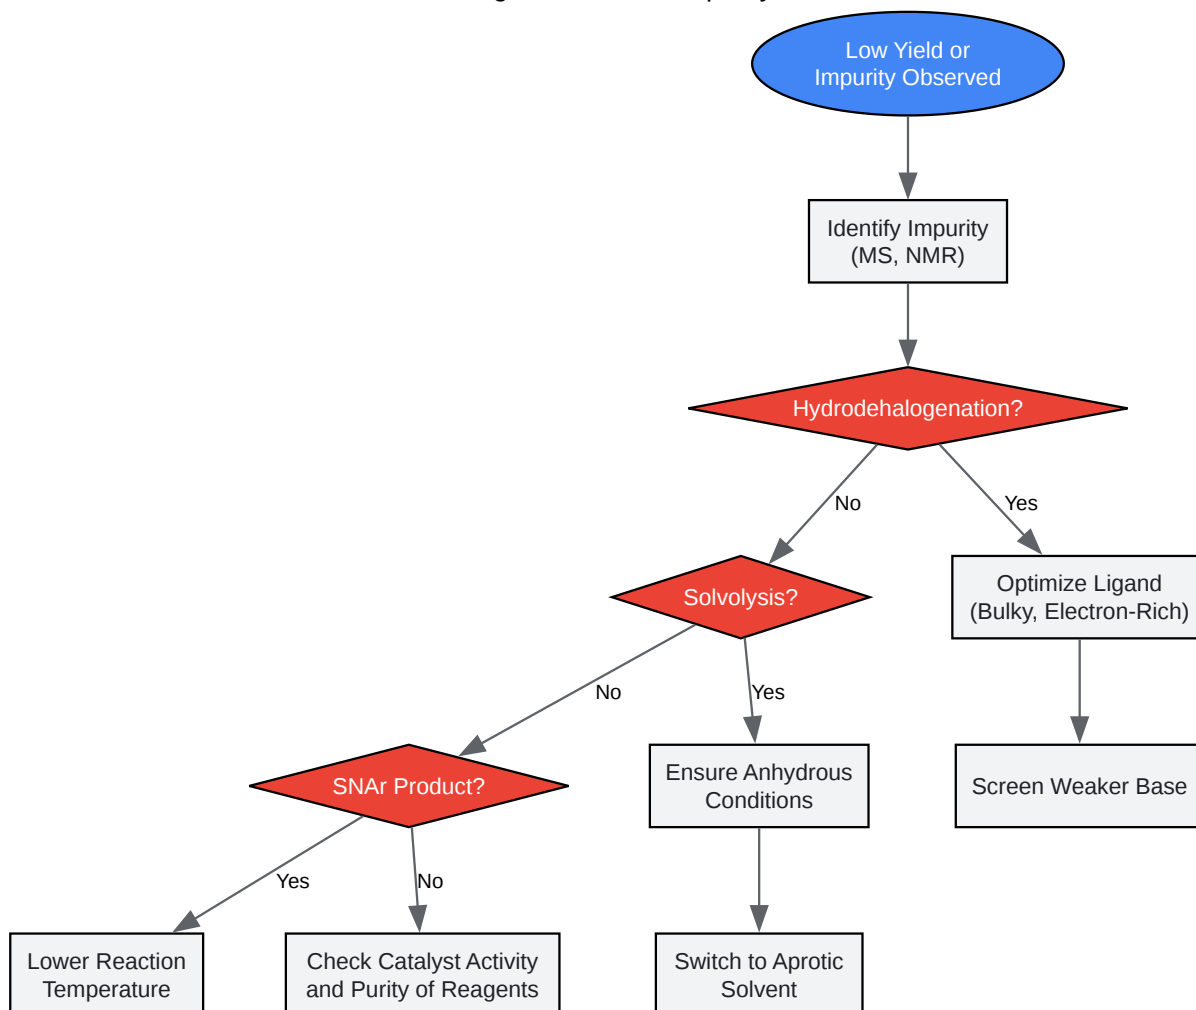 Low Yield or
Impurity Observed
Identify Impurity
(MS, NMR)
Hydrodehalogenation?
No
Yes
Solvolysis?
Optimize Ligand
(Bulky, Electron-Rich)
No
Yes
SNAr Product?
Ensure Anhydrous
Conditions
Screen Weaker Base
Yes
No
Lower Reaction
Temperature
Check Catalyst Activity
and Purity of Reagents
Switch to Aprotic
Solvent